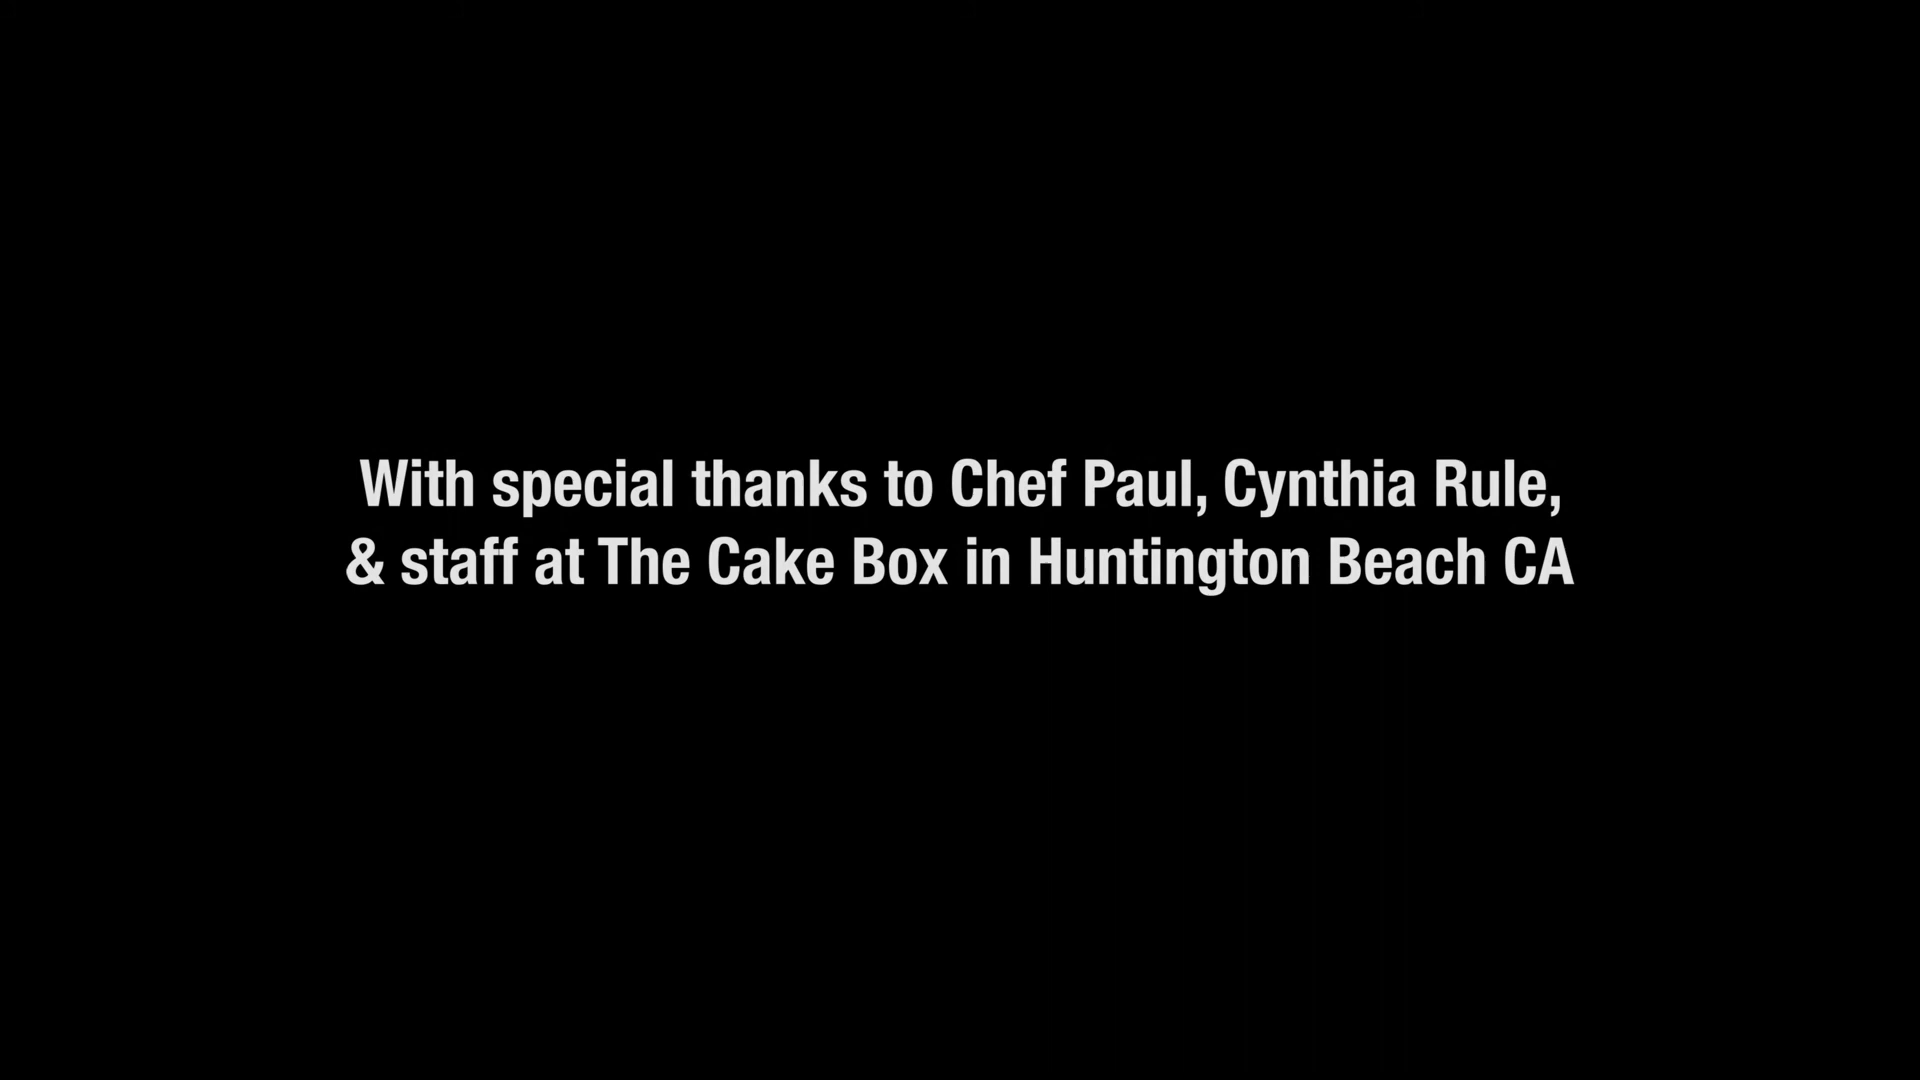 With special thanks to Chef Paul, Cynthia Rule,
& staff at The Cake Box in Huntington Beach CA